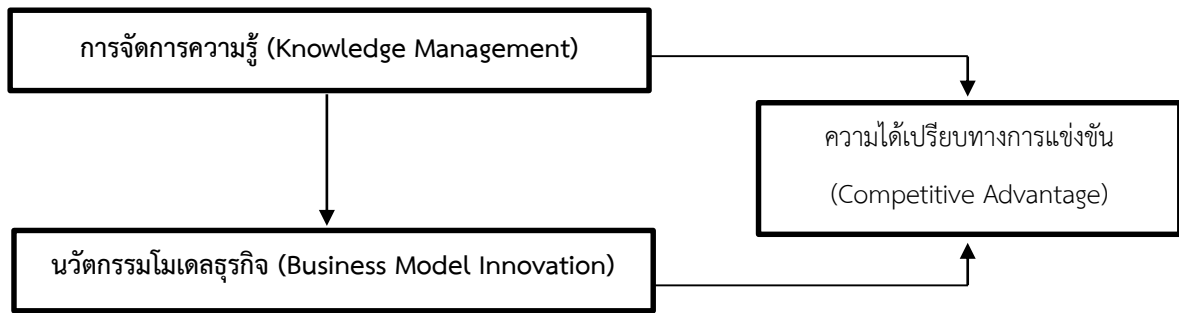 การจัดการความรู้ (Knowledge Management)
ความได้เปรียบทางการแข่งขัน
(Competitive Advantage)
นวัตกรรมโมเดลธุรกิจ (Business Model Innovation)